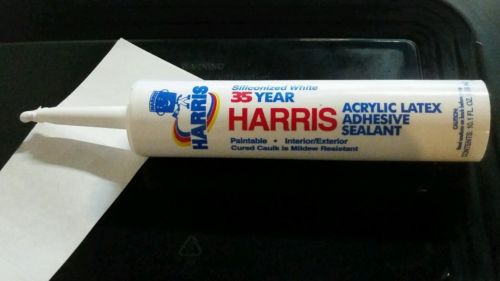 WARNING
HARRIS
Siliconized White
35 YEAR
HARRIS
ACRYLIC LATEX
ADHESIVE
SEALANT
Paintable • Interior/Exterior
Cured Caulk is Mildew Resistant
CAUTION:
CONTENTS: 10.1 FL. OZ.